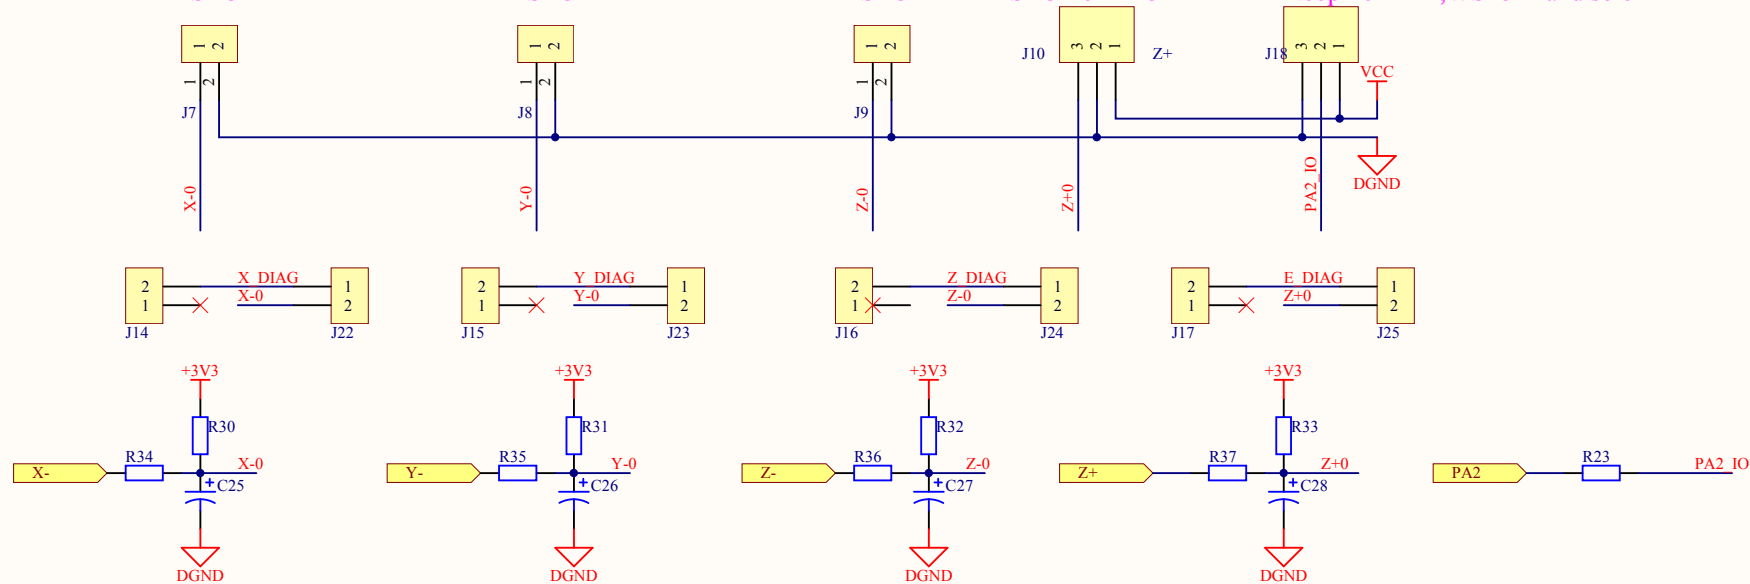 1 2
1 2
1 2
3 2 1
3 2 1
J10
Z+
J18
VCC
1 2
1 2
1 2
J7
J8
J9
DGND
X-0
Y-0
Z-0
Z+0
PA2_IO
2 X_DIAG 1
1 X-0 2
J14 J22
2 Y_DIAG 1
1 Y-0 2
J15 J23
2 Z_DIAG 1
1 Z-0 2
J16 J24
2 E_DIAG 1
1 Z+0 2
J17 J25
+3V3 +3V3 +3V3 +3V3
R30 R31 R32 R33
X- R34 X-0
Y- R35 Y-0
Z- R36 Z-0
Z+ R37 Z+0
PA2 R23 PA2_IO
+ C25 + C26 + C27 + C28
DGND DGND DGND DGND